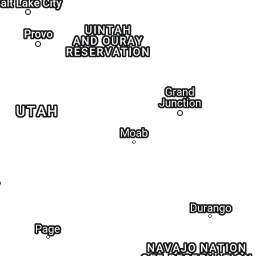 alt Lake City
Provo
UINTAH
AND OURAY
RESERVATION
Grand
Junction
UTAH
Moab
Durango
Page
NAVAJO NATION